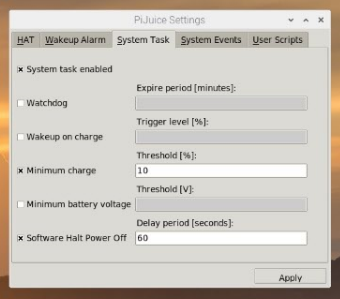 PiJuice Settings
HAT Wakeup Alarm System Task System Events User Scripts
System task enabled
Expire period [minutes]:
Watchdog
Trigger level [%]:
Wakeup on charge
Threshold [%]:
Minimum charge 10
Threshold [V]:
Minimum battery voltage
Delay period [seconds]:
Software Halt Power Off 60
Apply